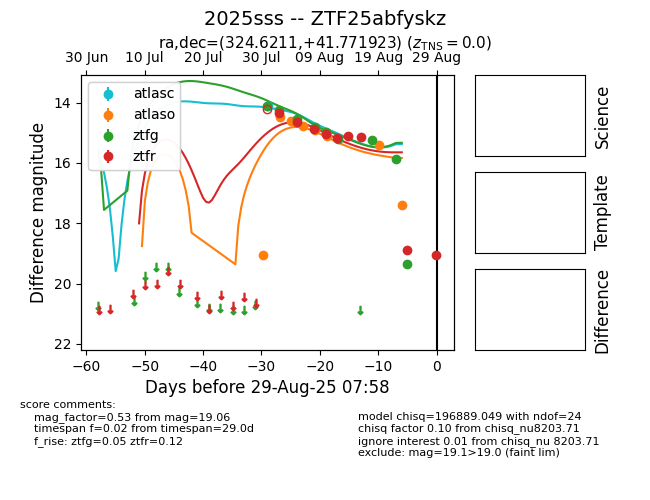 2025sss -- ZTF25abfyskz
ra,dec=(324.6211,+41.771923) (z_TNS = 0.0)
30 Jun 10 Jul 20 Jul 30 Jul 09 Aug 19 Aug 29 Aug
atlasc
atlaso
ztfg
ztfr
14
16
18
20
22
Difference magnitude
−60 −50 −40 −30 −20 −10 0
Days before 29-Aug-25 07:58
Science
Template
Difference
score comments:
mag_factor=0.53 from mag=19.06
timespan f=0.02 from timespan=29.0d
f_rise: ztfg=0.05 ztfr=0.12
model chisq=196889.049 with ndof=24
chisq factor 0.10 from chisq_nu8203.71
ignore interest 0.01 from chisq_nu 8203.71
exclude: mag=19.1>19.0 (faint lim)